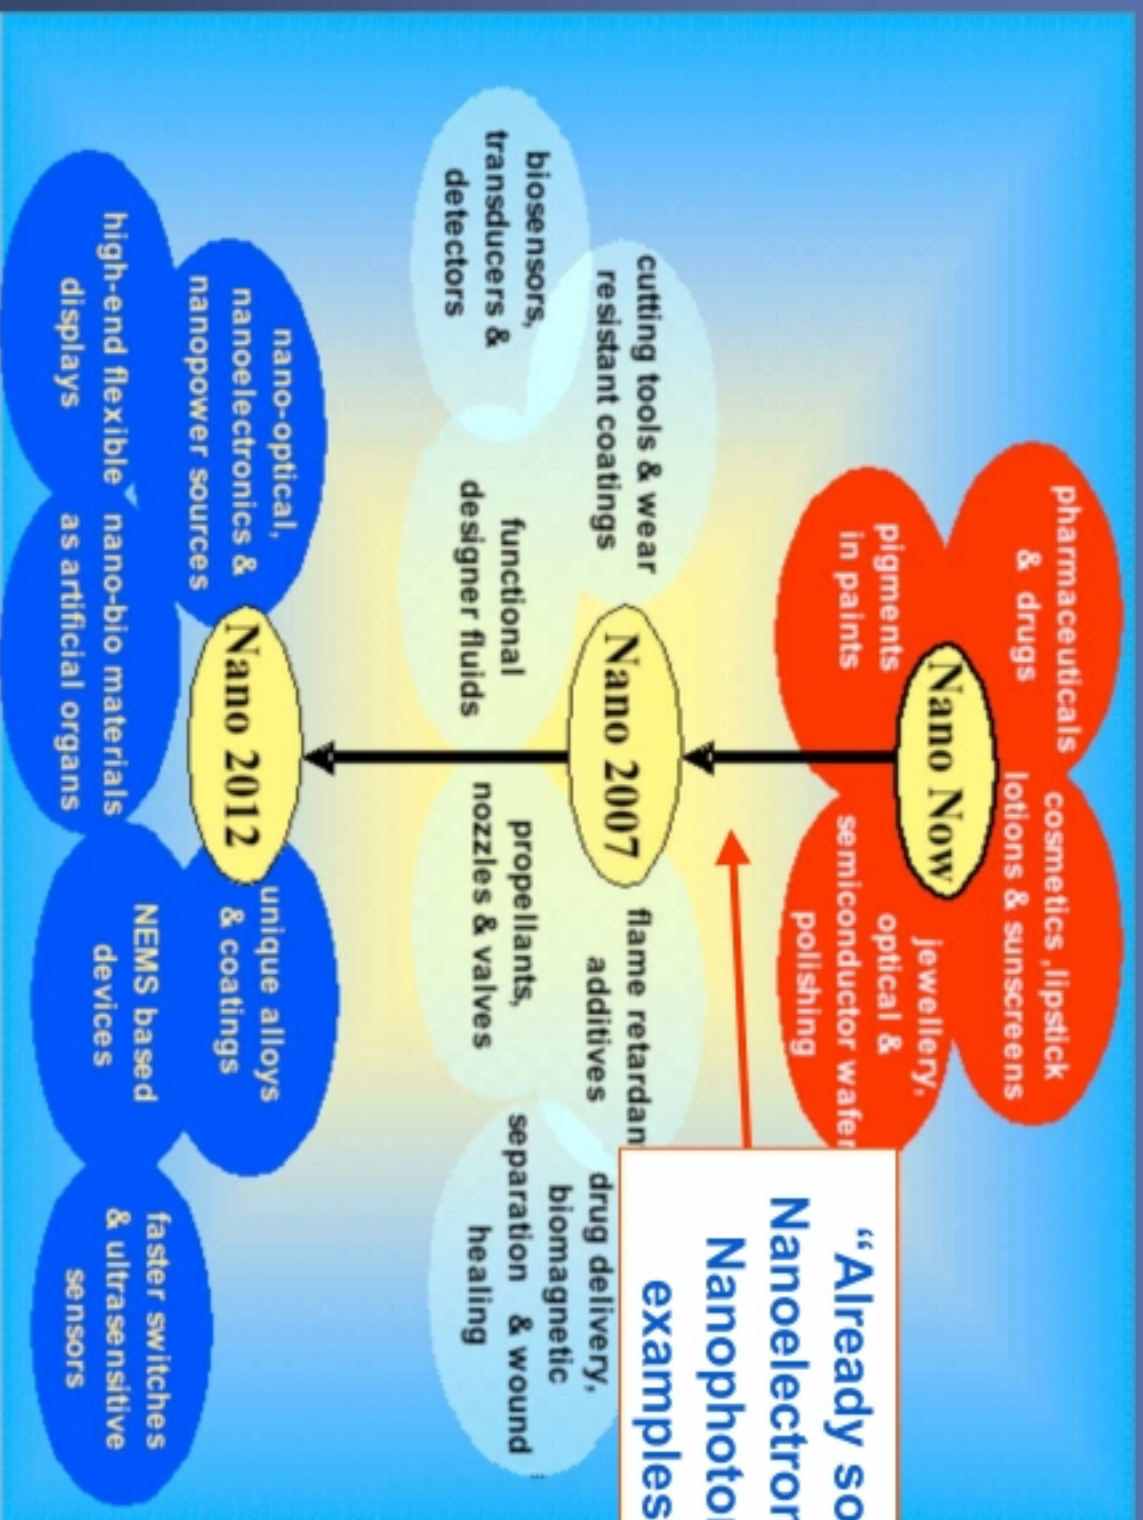 pharmaceuticals
& drugs
cosmetics ,lipstick
lotions & sunscreens
Nano Now
pigments
in paints
jewellery,
optical &
semiconductor wafer
polishing
"Already so
Nanoelectron
Nanophoto
examples
cutting tools & wear
resistant coatings
Nano 2007
flame retardan
additives
biosensors,
transducers &
detectors
functional
designer fluids
propellants,
nozzles & valves
drug delivery,
biomagnetic
separation & wound
healing
nano-optical,
nanoelectronics &
nanopower sources
Nano 2012
unique alloys
& coatings
high-end flexible
displays
nano-bio materials
as artificial organs
NEMS based
devices
faster switches
& ultrasensitive
sensors